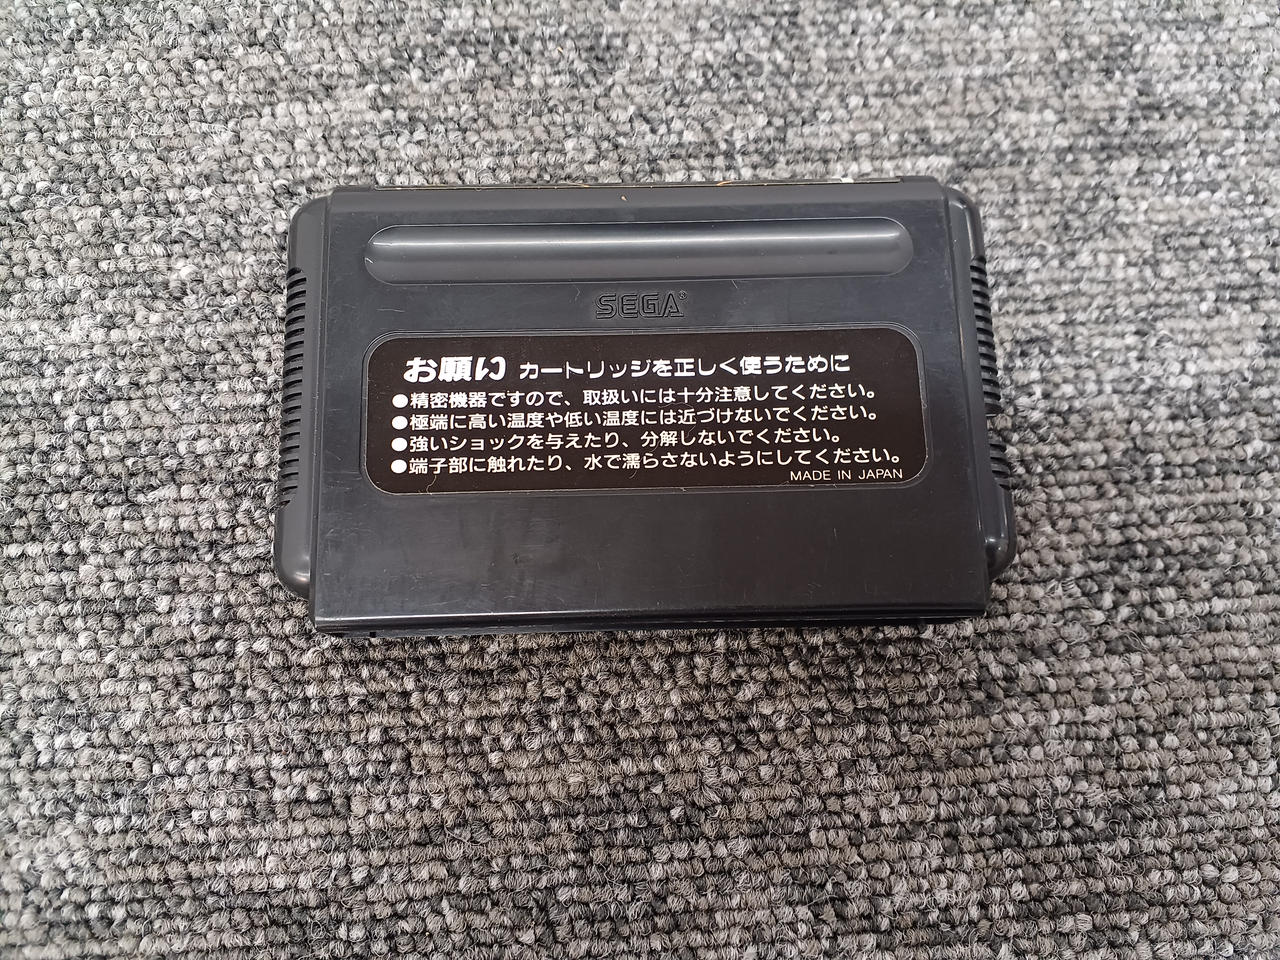 SEGA®
お願い カートリッジを正しく使うために
●精密機器ですので、取扱いには十分注意してください。
●極端に高い温度や低い温度には近づけないでください。
●強いショックを与えたり、分解しないでください。
●端子部に触れたり、水で濡らさないようにしてください。
MADE IN JAPAN